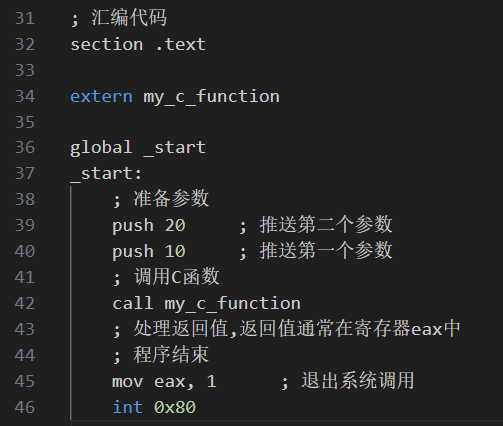 31 ; 汇编代码
32 section .text
33
34 extern my_c_function
35
36 global _start
37 _start:
38 ; 准备参数
39 push 20 ; 推送第二个参数
40 push 10 ; 推送第一个参数
41 ; 调用C函数
42 call my_c_function
43 ; 处理返回值,返回值通常在寄存器eax中
44 ; 程序结束
45 mov eax, 1 ; 退出系统调用
46 int 0x80